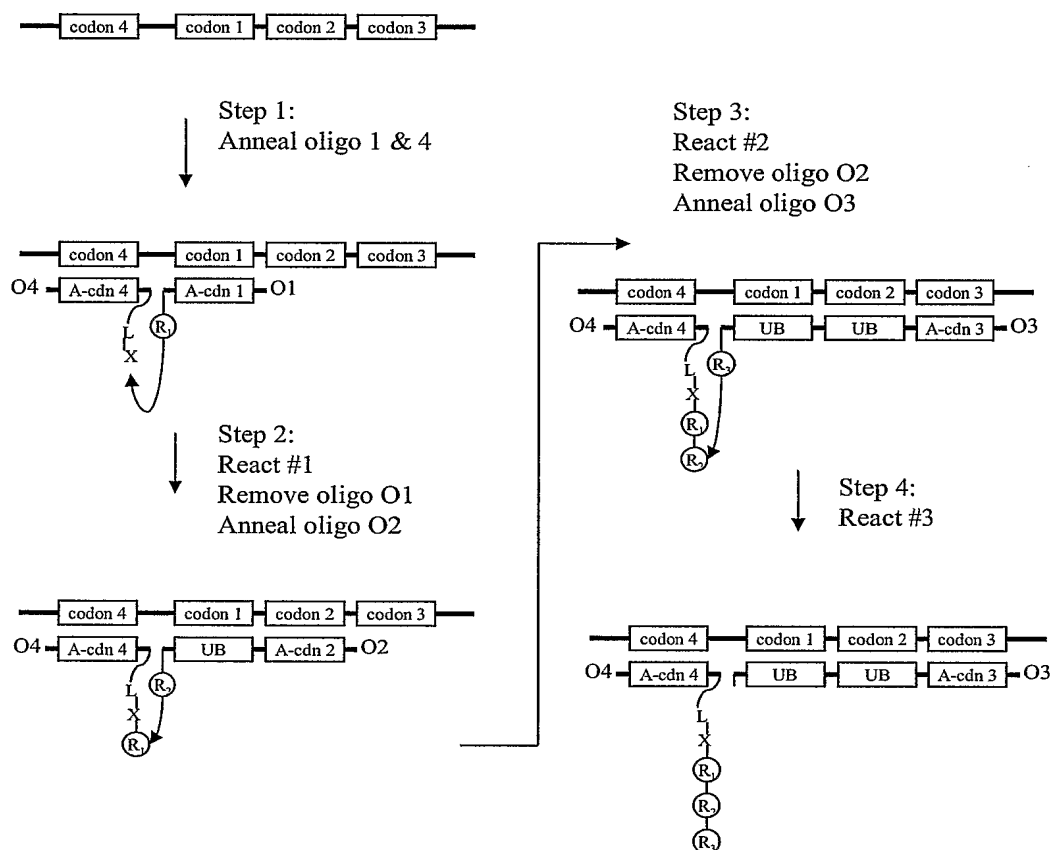 codon 4 codon 1 codon 2 codon 3
Step 1:
Anneal oligo 1 & 4
codon 4 codon 1 codon 2 codon 3
O4 A-cdn 4 A-cdn 1 O1
L
X
R₁
Step 2:
React #1
Remove oligo O1
Anneal oligo O2
codon 4 codon 1 codon 2 codon 3
O4 A-cdn 4 UB A-cdn 2 O2
L
X
R₁
R₂
Step 3:
React #2
Remove oligo O2
Anneal oligo O3
codon 4 codon 1 codon 2 codon 3
O4 A-cdn 4 UB UB A-cdn 3 O3
L
X
R₁
R₂
R₃
Step 4:
React #3
codon 4 codon 1 codon 2 codon 3
O4 A-cdn 4 UB UB A-cdn 3 O3
L
X
R₁
R₂
R₃